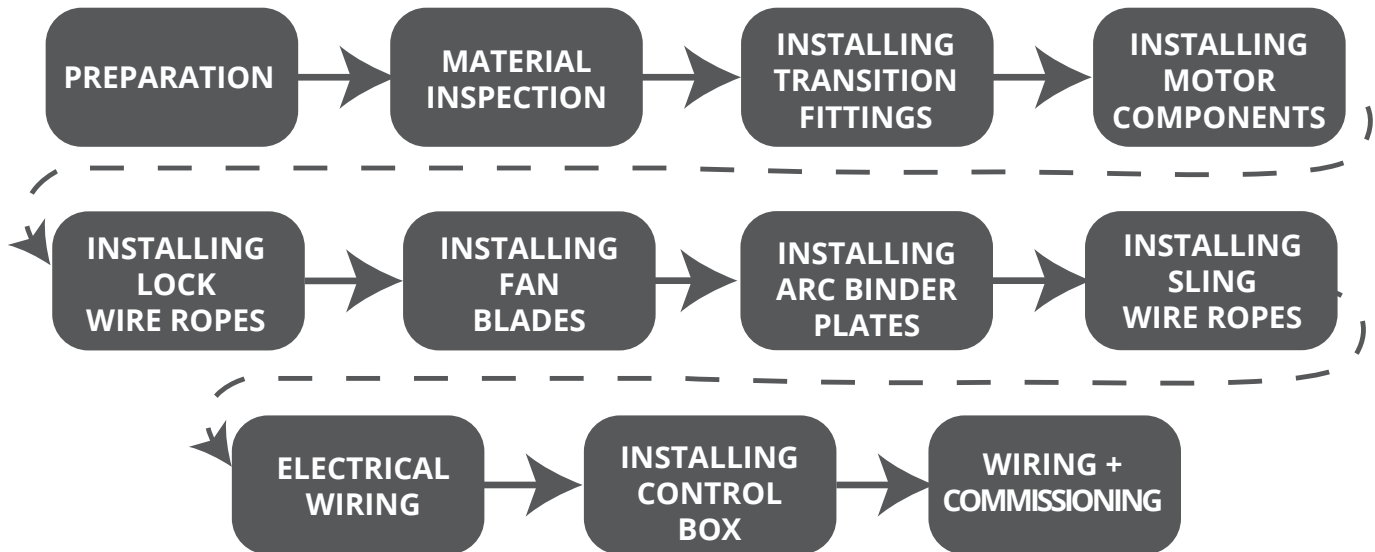 PREPARATION
MATERIAL
INSPECTION
INSTALLING
TRANSITION
FITTINGS
INSTALLING
MOTOR
COMPONENTS
INSTALLING
LOCK
WIRE ROPES
INSTALLING
FAN
BLADES
INSTALLING
ARC BINDER
PLATES
INSTALLING
SLING
WIRE ROPES
ELECTRICAL
WIRING
INSTALLING
CONTROL
BOX
WIRING +
COMMISSIONING